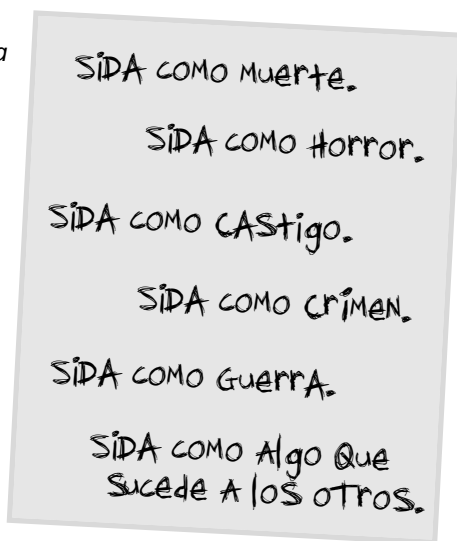 a
SiDA COMO Muerte.
SiDA COMO Horror.
SiDA COMO CAStigo.
SiDA COMO CriMeN.
SiDA COMO GuerrA.
SiDA COMO Algo Que
Sucede A los oTros.